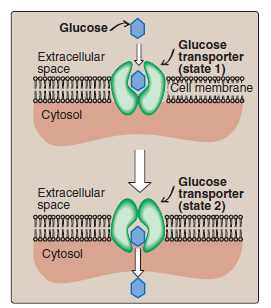 Glucose
Extracellular
space
Glucose
transporter
(state 1)
Cell membrane
Cytosol
Extracellular
space
Glucose
transporter
(state 2)
Cytosol